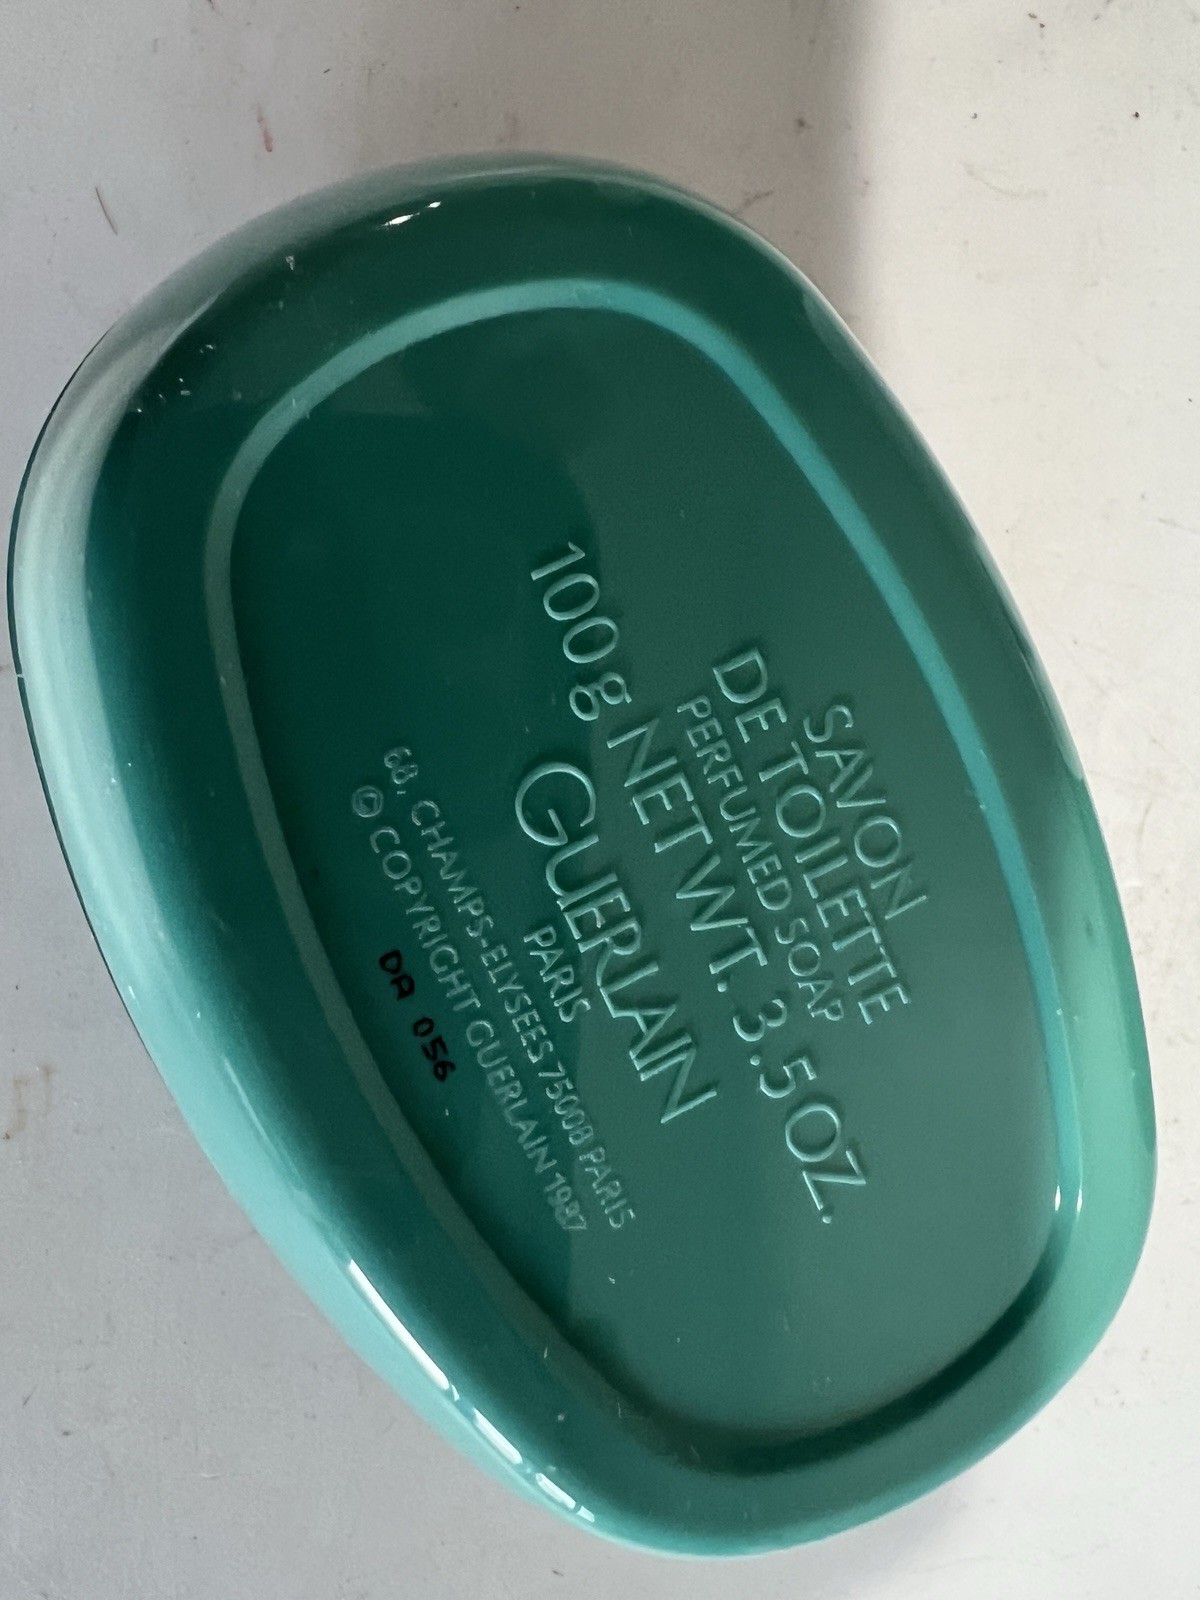 SAVON
DE TOILETTE
PERFUMED SOAP
100 g NET WT. 3.5 OZ.
GUERLAIN
PARIS
68, CHAMPS-ELYSEES 75008 PARIS
© COPYRIGHT GUERLAIN 1987
DA 056